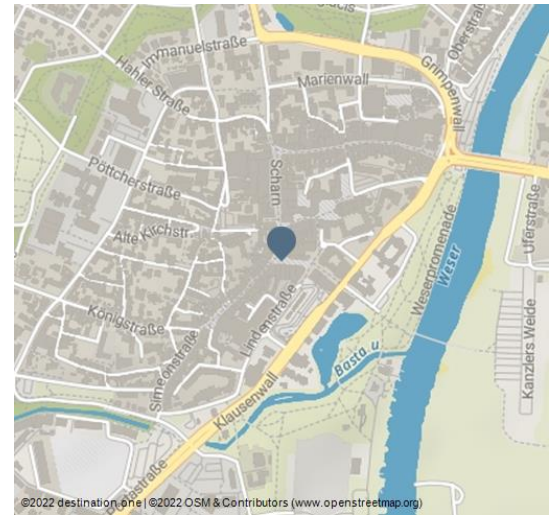 Immanuelstraße
Hahler Straße
Marienwall
Grimpenwall
Oberstraße
Scharn
Pöttcherstraße
Alte Kirchstr.
Königstraße
Simeonstraße
Lindenstraße
Klausenwall
Basta u
Weserpromenade
Weser
Uferstraße
Kanzlers Weide
©2022 destination.one | ©2022 OSM & Contributors (www.openstreetmap.org)